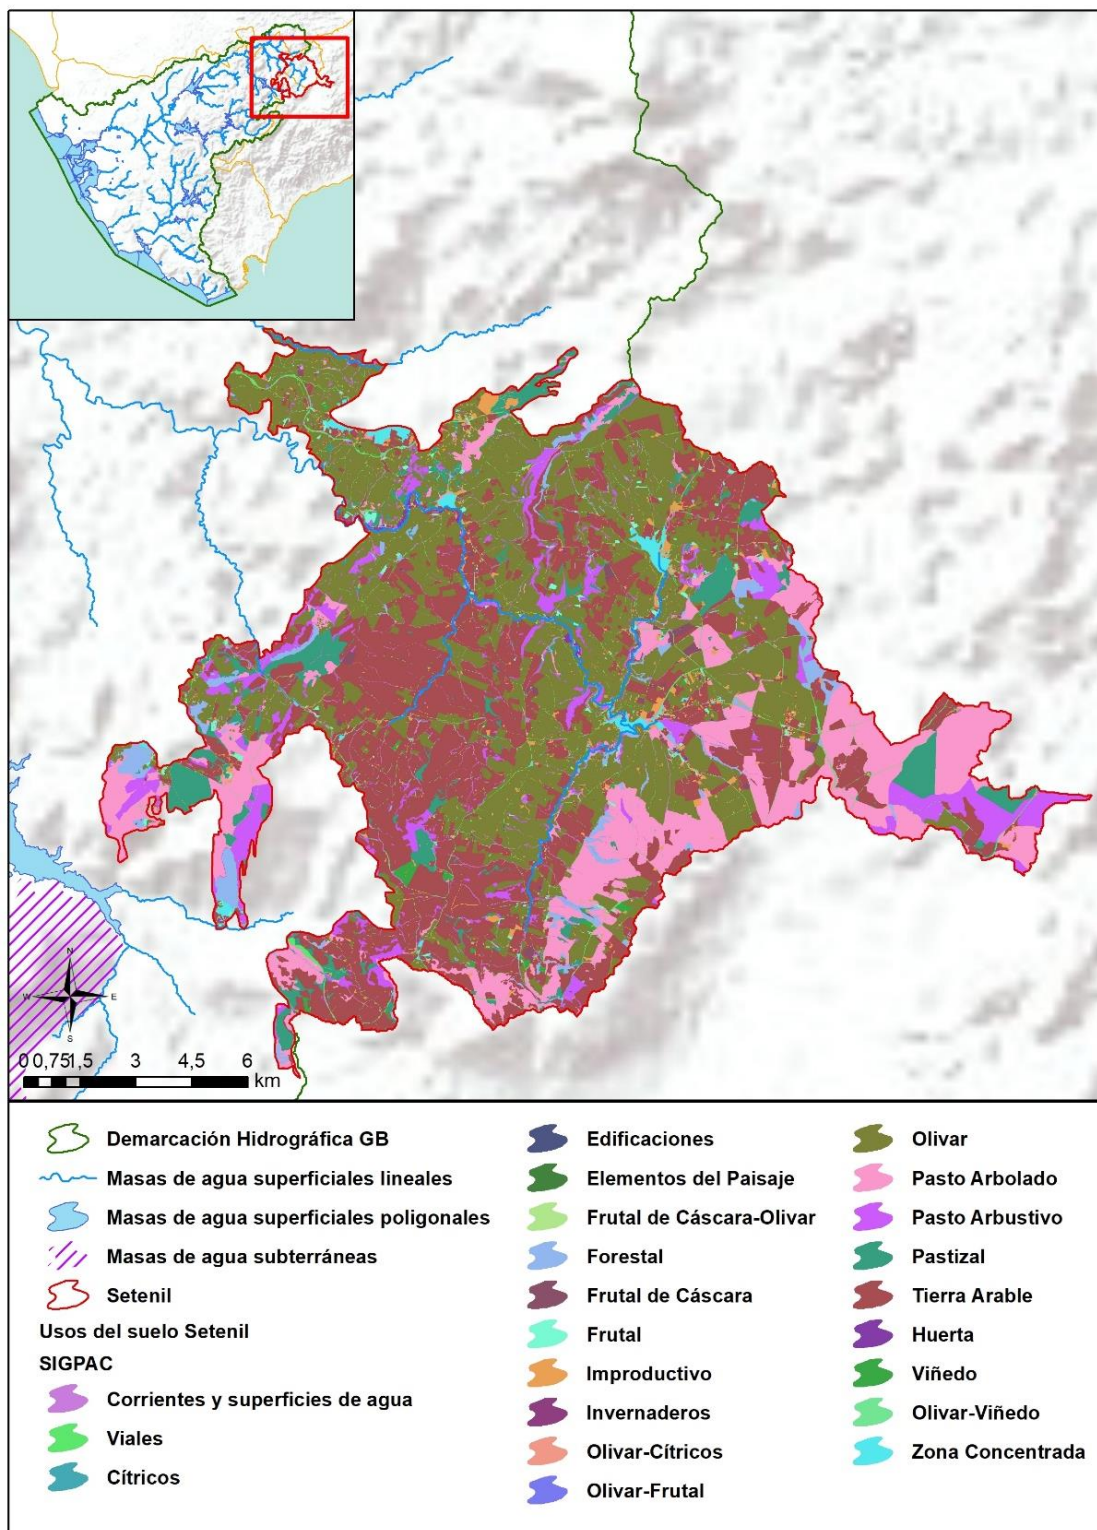 N
W
E
S
0 0,75 1,5 3 4,5 6
km
Demarcación Hidrográfica GB
Masas de agua superficiales lineales
Masas de agua superficiales poligonales
Masas de agua subterráneas
Setenil
Usos del suelo Setenil
SIGPAC
Corrientes y superficies de agua
Viales
Cítricos
Edificaciones
Elementos del Paisaje
Frutal de Cáscara-Olivar
Forestal
Frutal de Cáscara
Frutal
Improductivo
Invernaderos
Olivar-Cítricos
Olivar-Frutal
Olivar
Pasto Arbolado
Pasto Arbustivo
Pastizal
Tierra Arable
Huerta
Viñedo
Olivar-Viñedo
Zona Concentrada